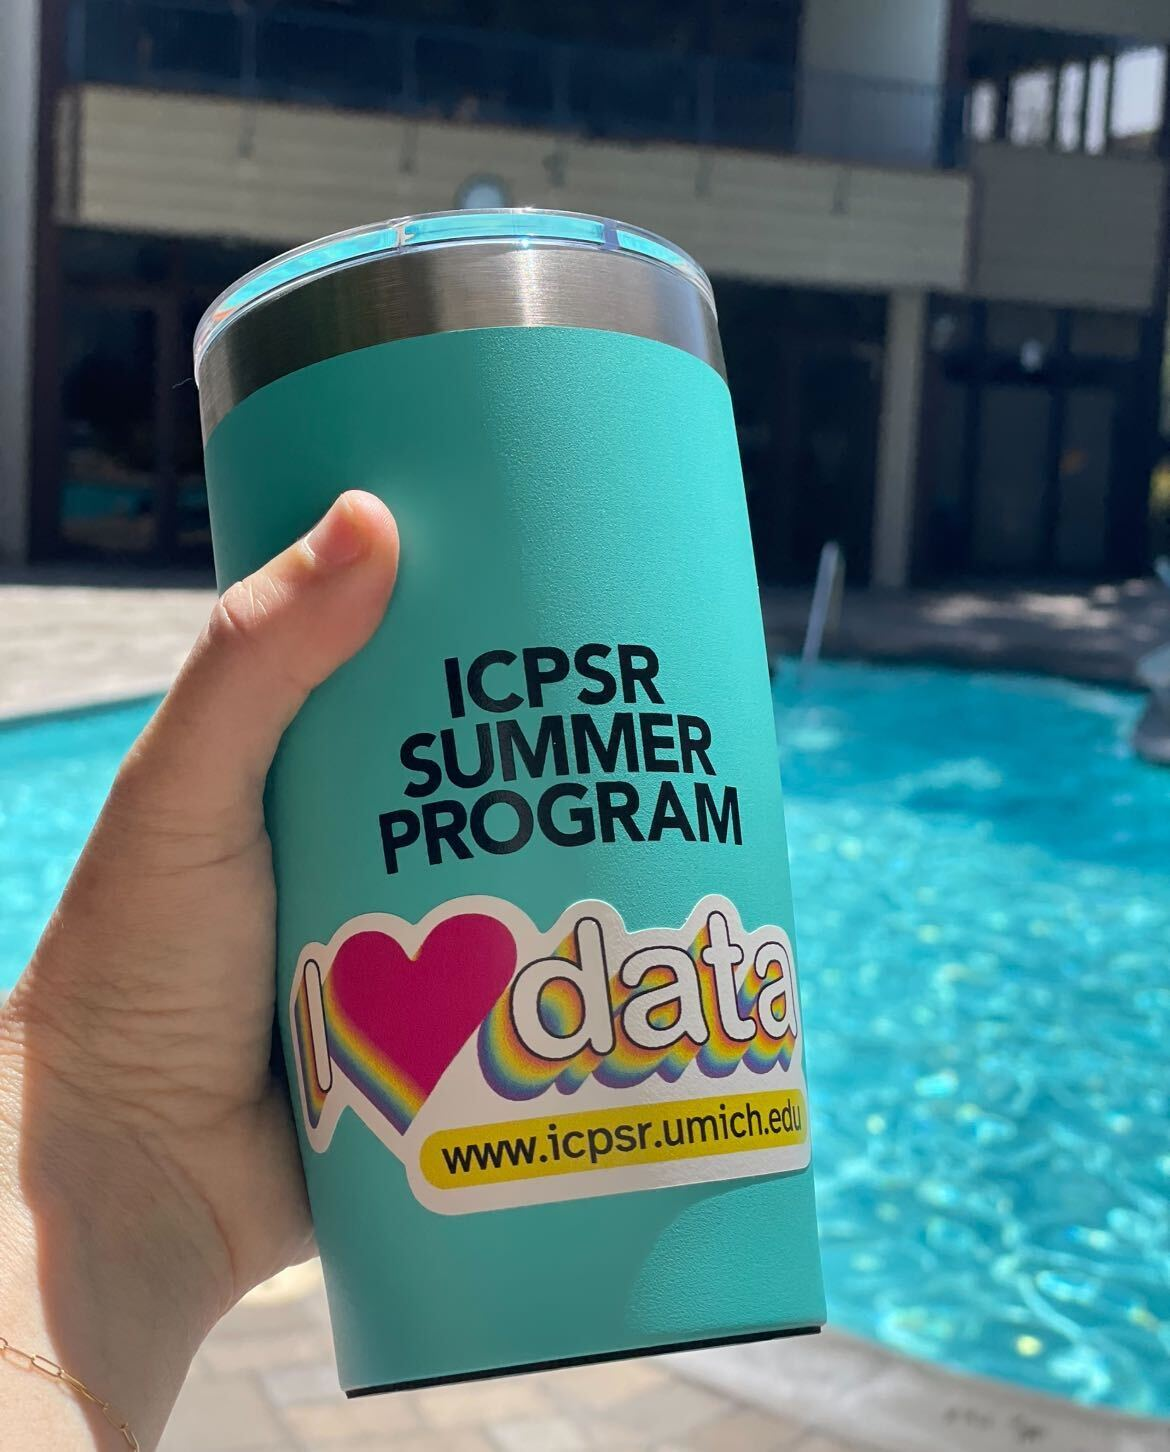 ICPSR
SUMMER
PROGRAM
I data
www.icpsr.umich.edu